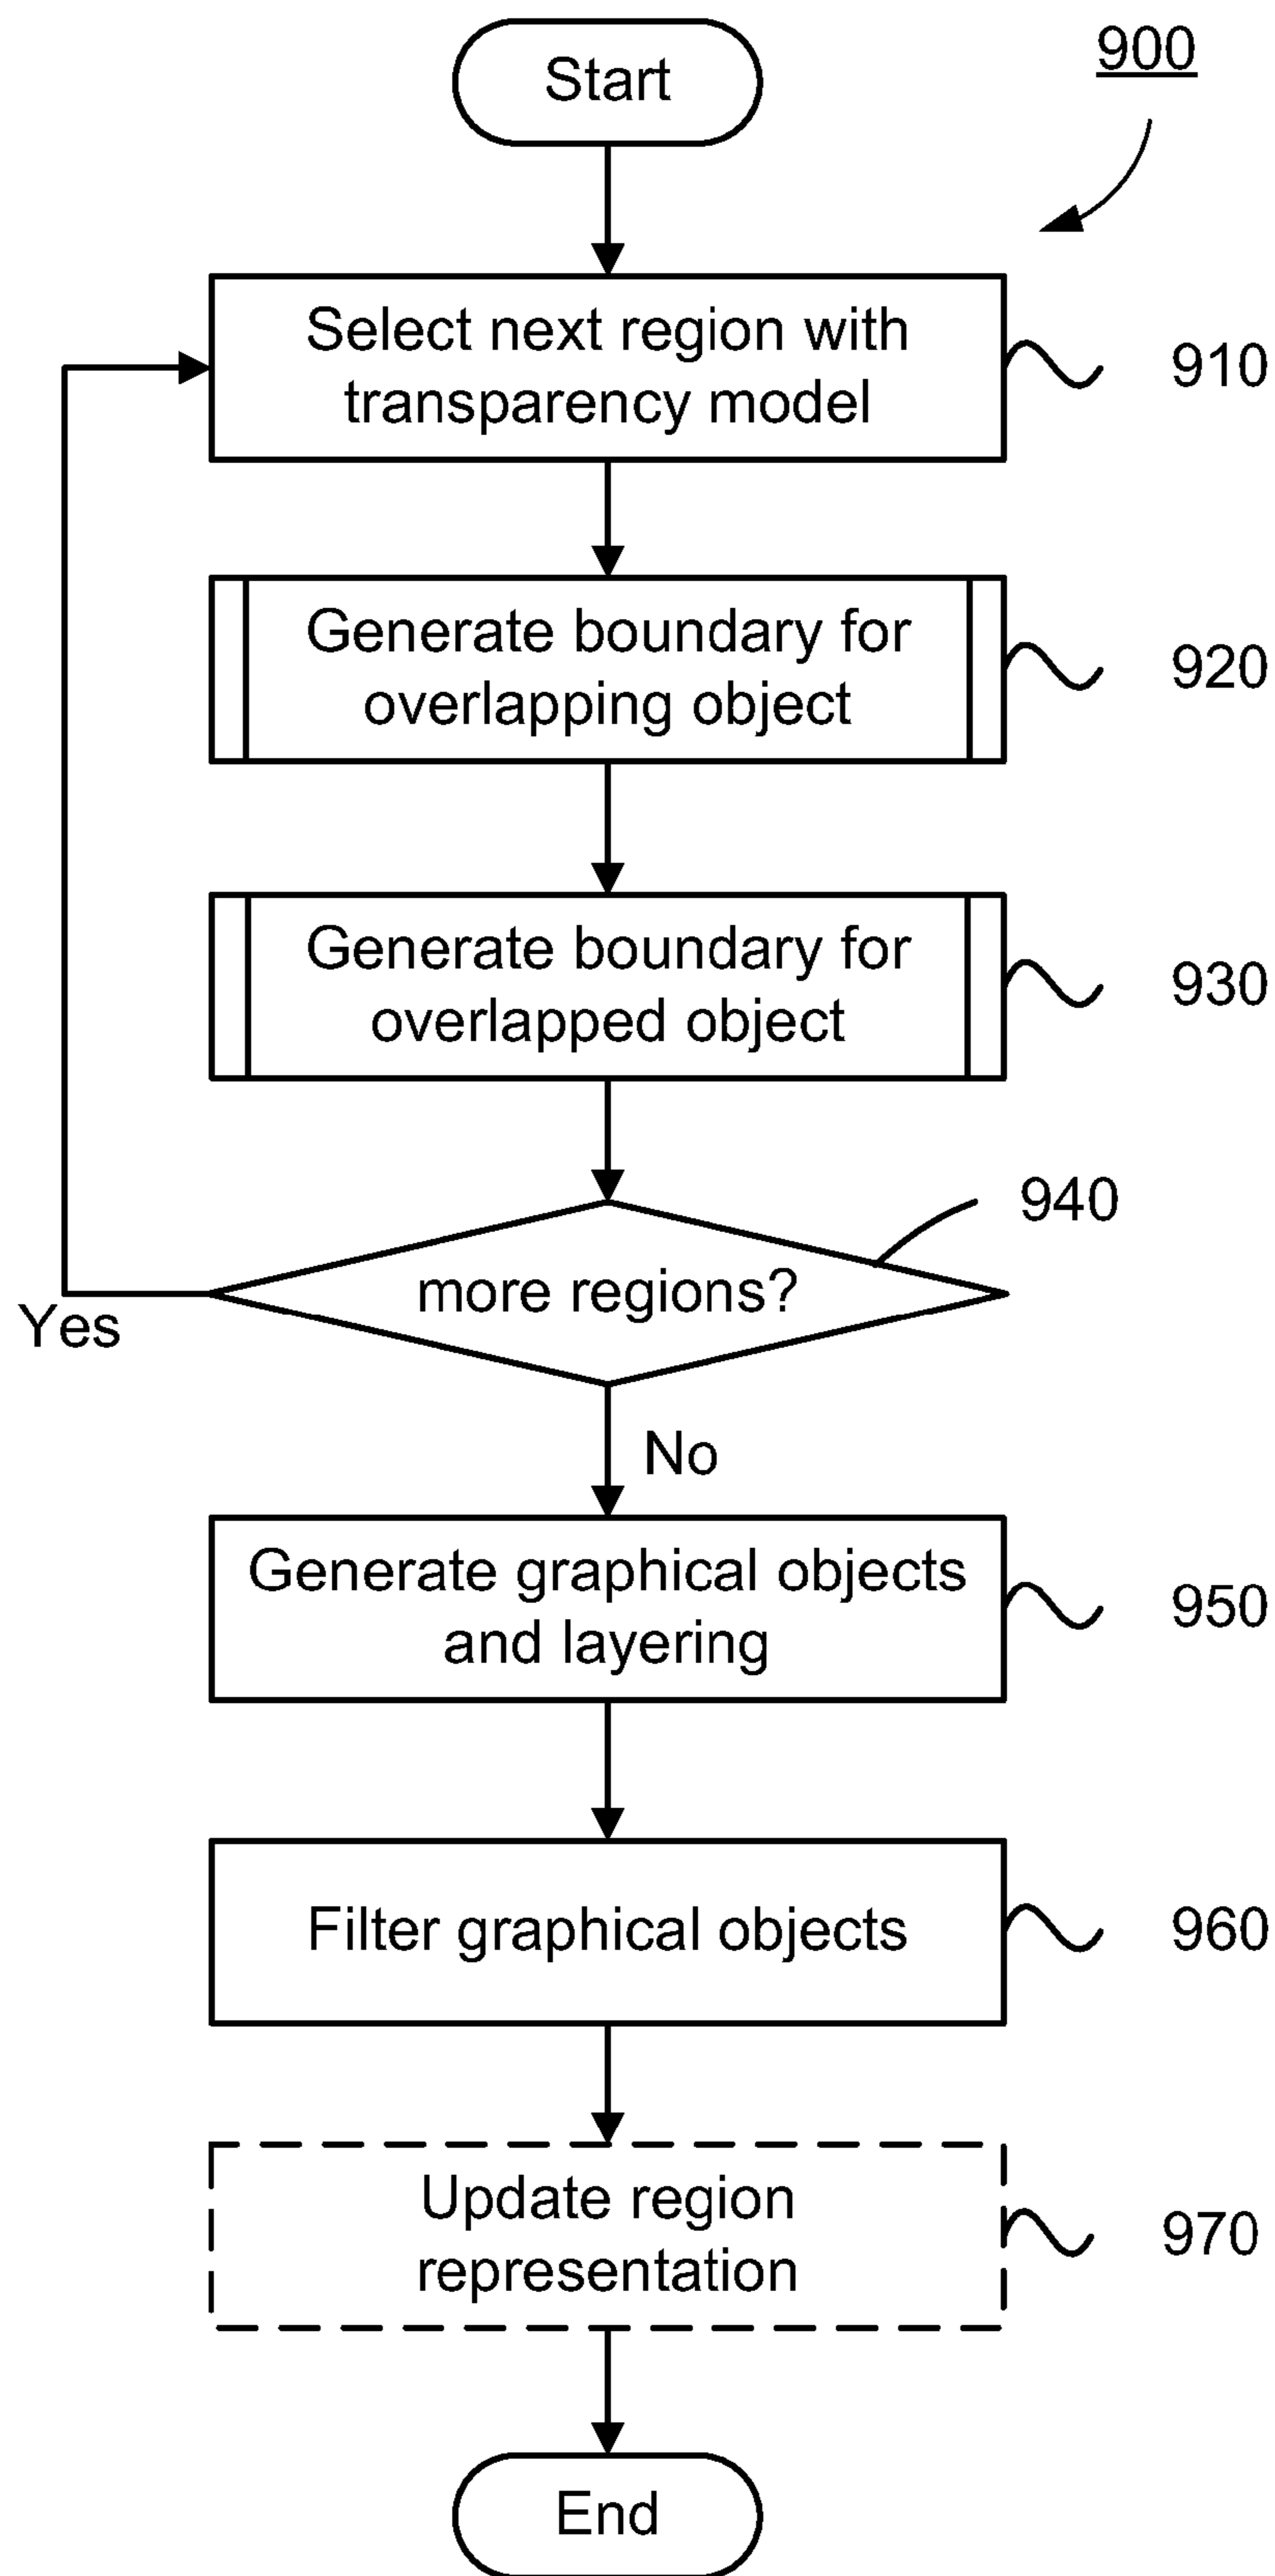 Start
900
Select next region with
transparency model
910
Generate boundary for
overlapping object
920
Generate boundary for
overlapped object
930
940
more regions?
Yes
No
Generate graphical objects
and layering
950
Filter graphical objects
960
Update region
representation
970
End